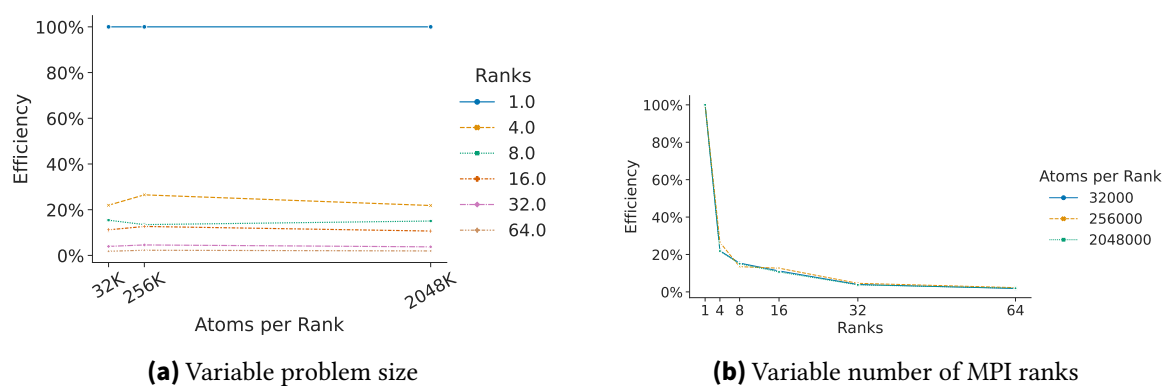 100%
80%
60%
40%
20%
0%
Efficiency
32K 256K 2048K
Atoms per Rank
Ranks
1.0
4.0
8.0
16.0
32.0
64.0
(a) Variable problem size
100%
80%
60%
40%
20%
0%
Efficiency
1 4 8 16 32 64
Ranks
Atoms per Rank
32000
256000
2048000
(b) Variable number of MPI ranks